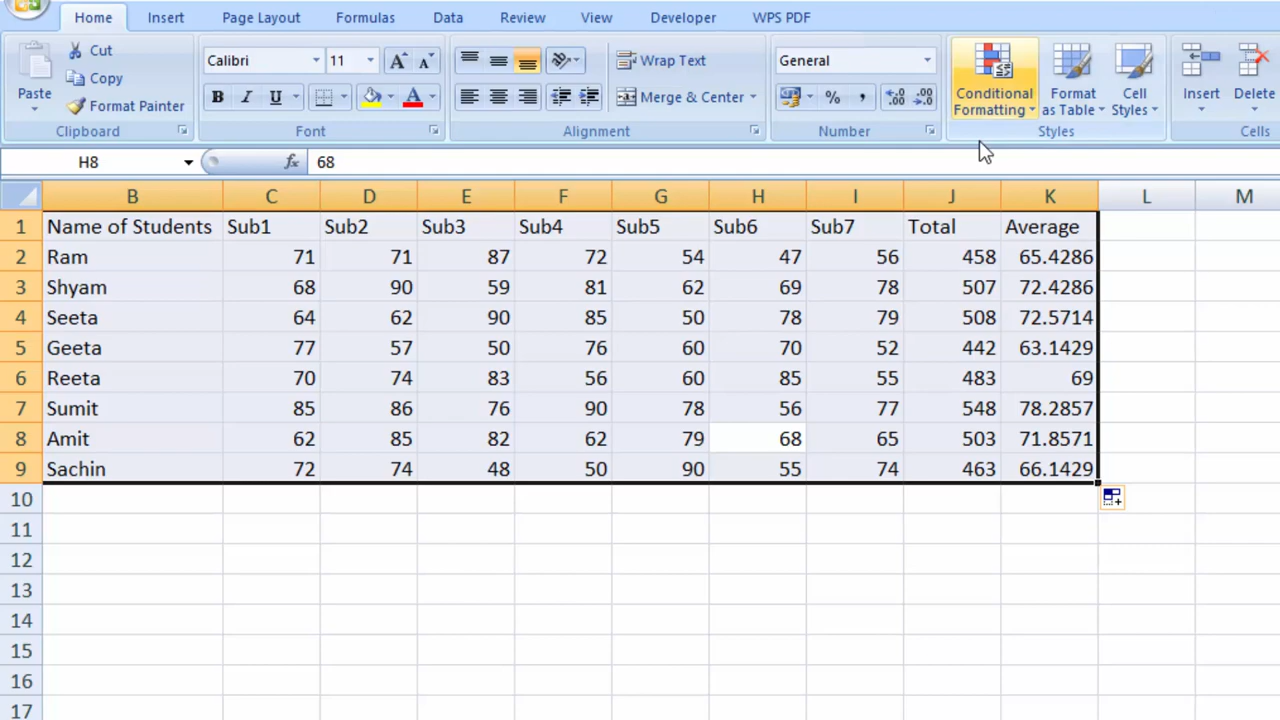 Home Insert Page Layout Formulas Data Review View Developer WPS PDF
Paste Cut Copy Format Painter Clipboard
Calibri 11 A A B I U A Font
Wrap Text Merge & Center Alignment
General % , .0 .00 .00 .0 Number
Conditional Formatting Format as Table Cell Styles Styles
Insert Delete Cells
H8 fx 68
B C D E F G H I J K L M
1 Name of Students Sub1 Sub2 Sub3 Sub4 Sub5 Sub6 Sub7 Total Average
2 Ram 71 71 87 72 54 47 56 458 65.4286
3 Shyam 68 90 59 81 62 69 78 507 72.4286
4 Seeta 64 62 90 85 50 78 79 508 72.5714
5 Geeta 77 57 50 76 60 70 52 442 63.1429
6 Reeta 70 74 83 56 60 85 55 483 69
7 Sumit 85 86 76 90 78 56 77 548 78.2857
8 Amit 62 85 82 62 79 68 65 503 71.8571
9 Sachin 72 74 48 50 90 55 74 463 66.1429
10
11
12
13
14
15
16
17